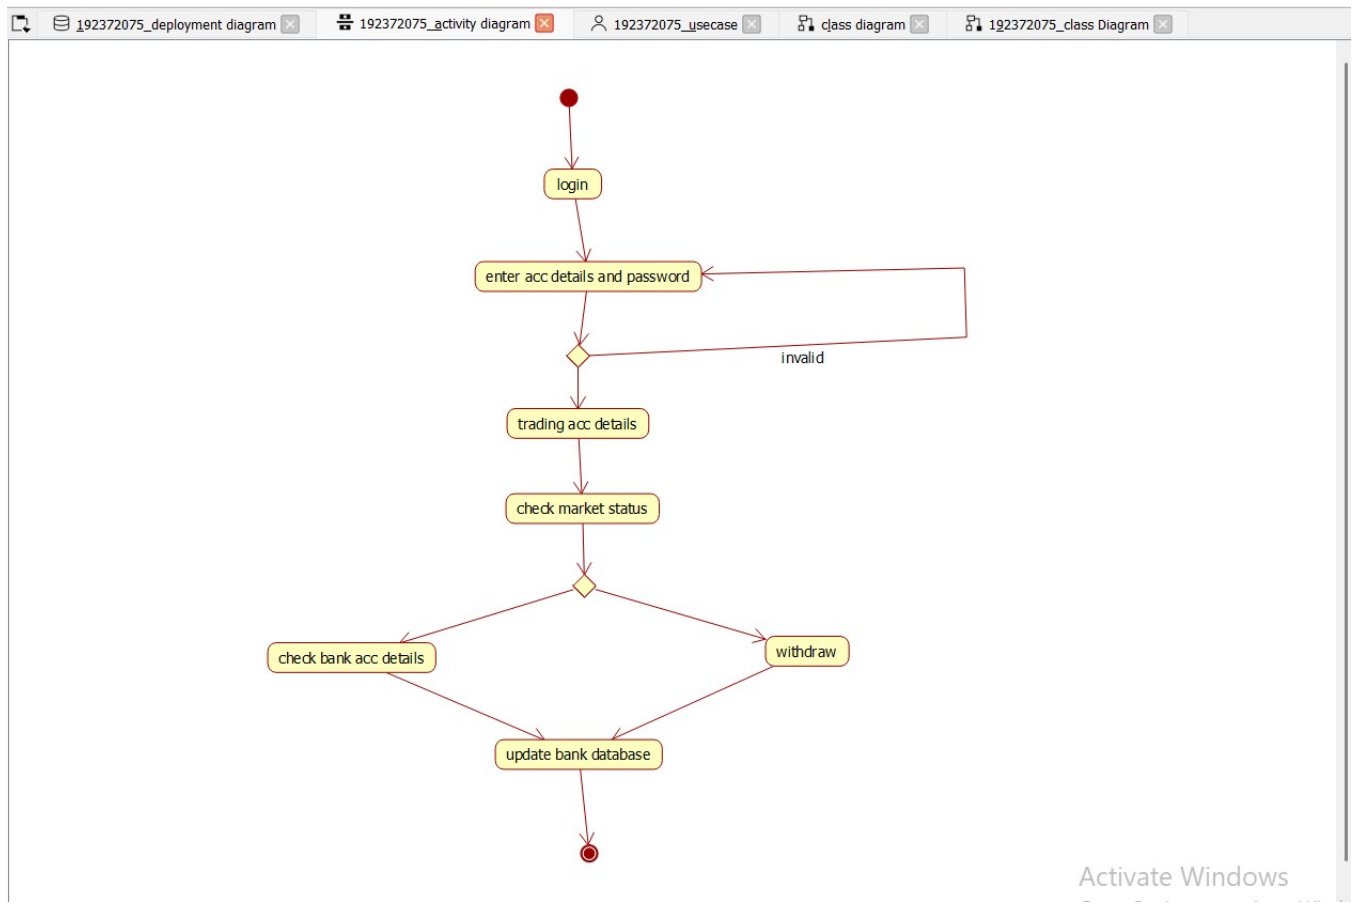 192372075_deployment diagram
192372075_activity diagram
192372075_usecase
class diagram
192372075_class Diagram
login
enter acc details and password
invalid
trading acc details
check market status
check bank acc details
withdraw
update bank database
Activate Windows